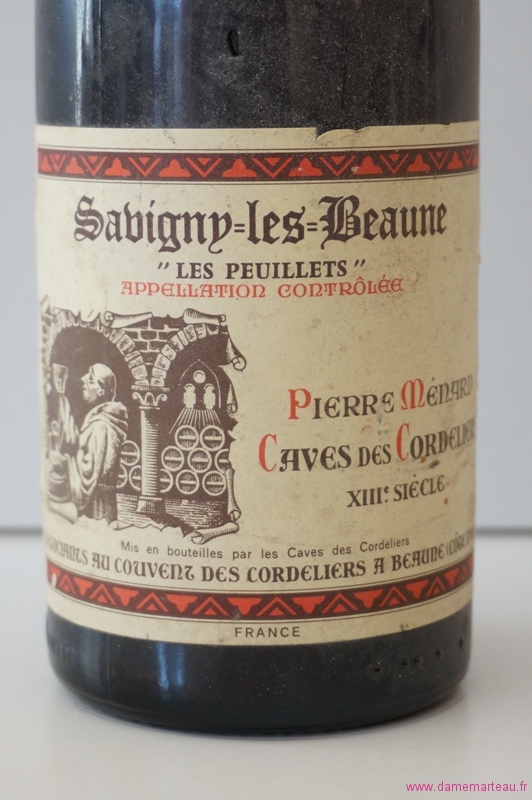 Savigny=les=Beaune
"LES PEUILLETS"
APPELLATION CONTRÔLÉE
PIERRE MÉNARD
CAVES DES CORDELIERS
XIIIe SIÈCLE
Mis en bouteilles par les Caves des Cordeliers
AU COUVENT DES CORDELIERS A BEAUNE
FRANCE
www.damemarteau.fr